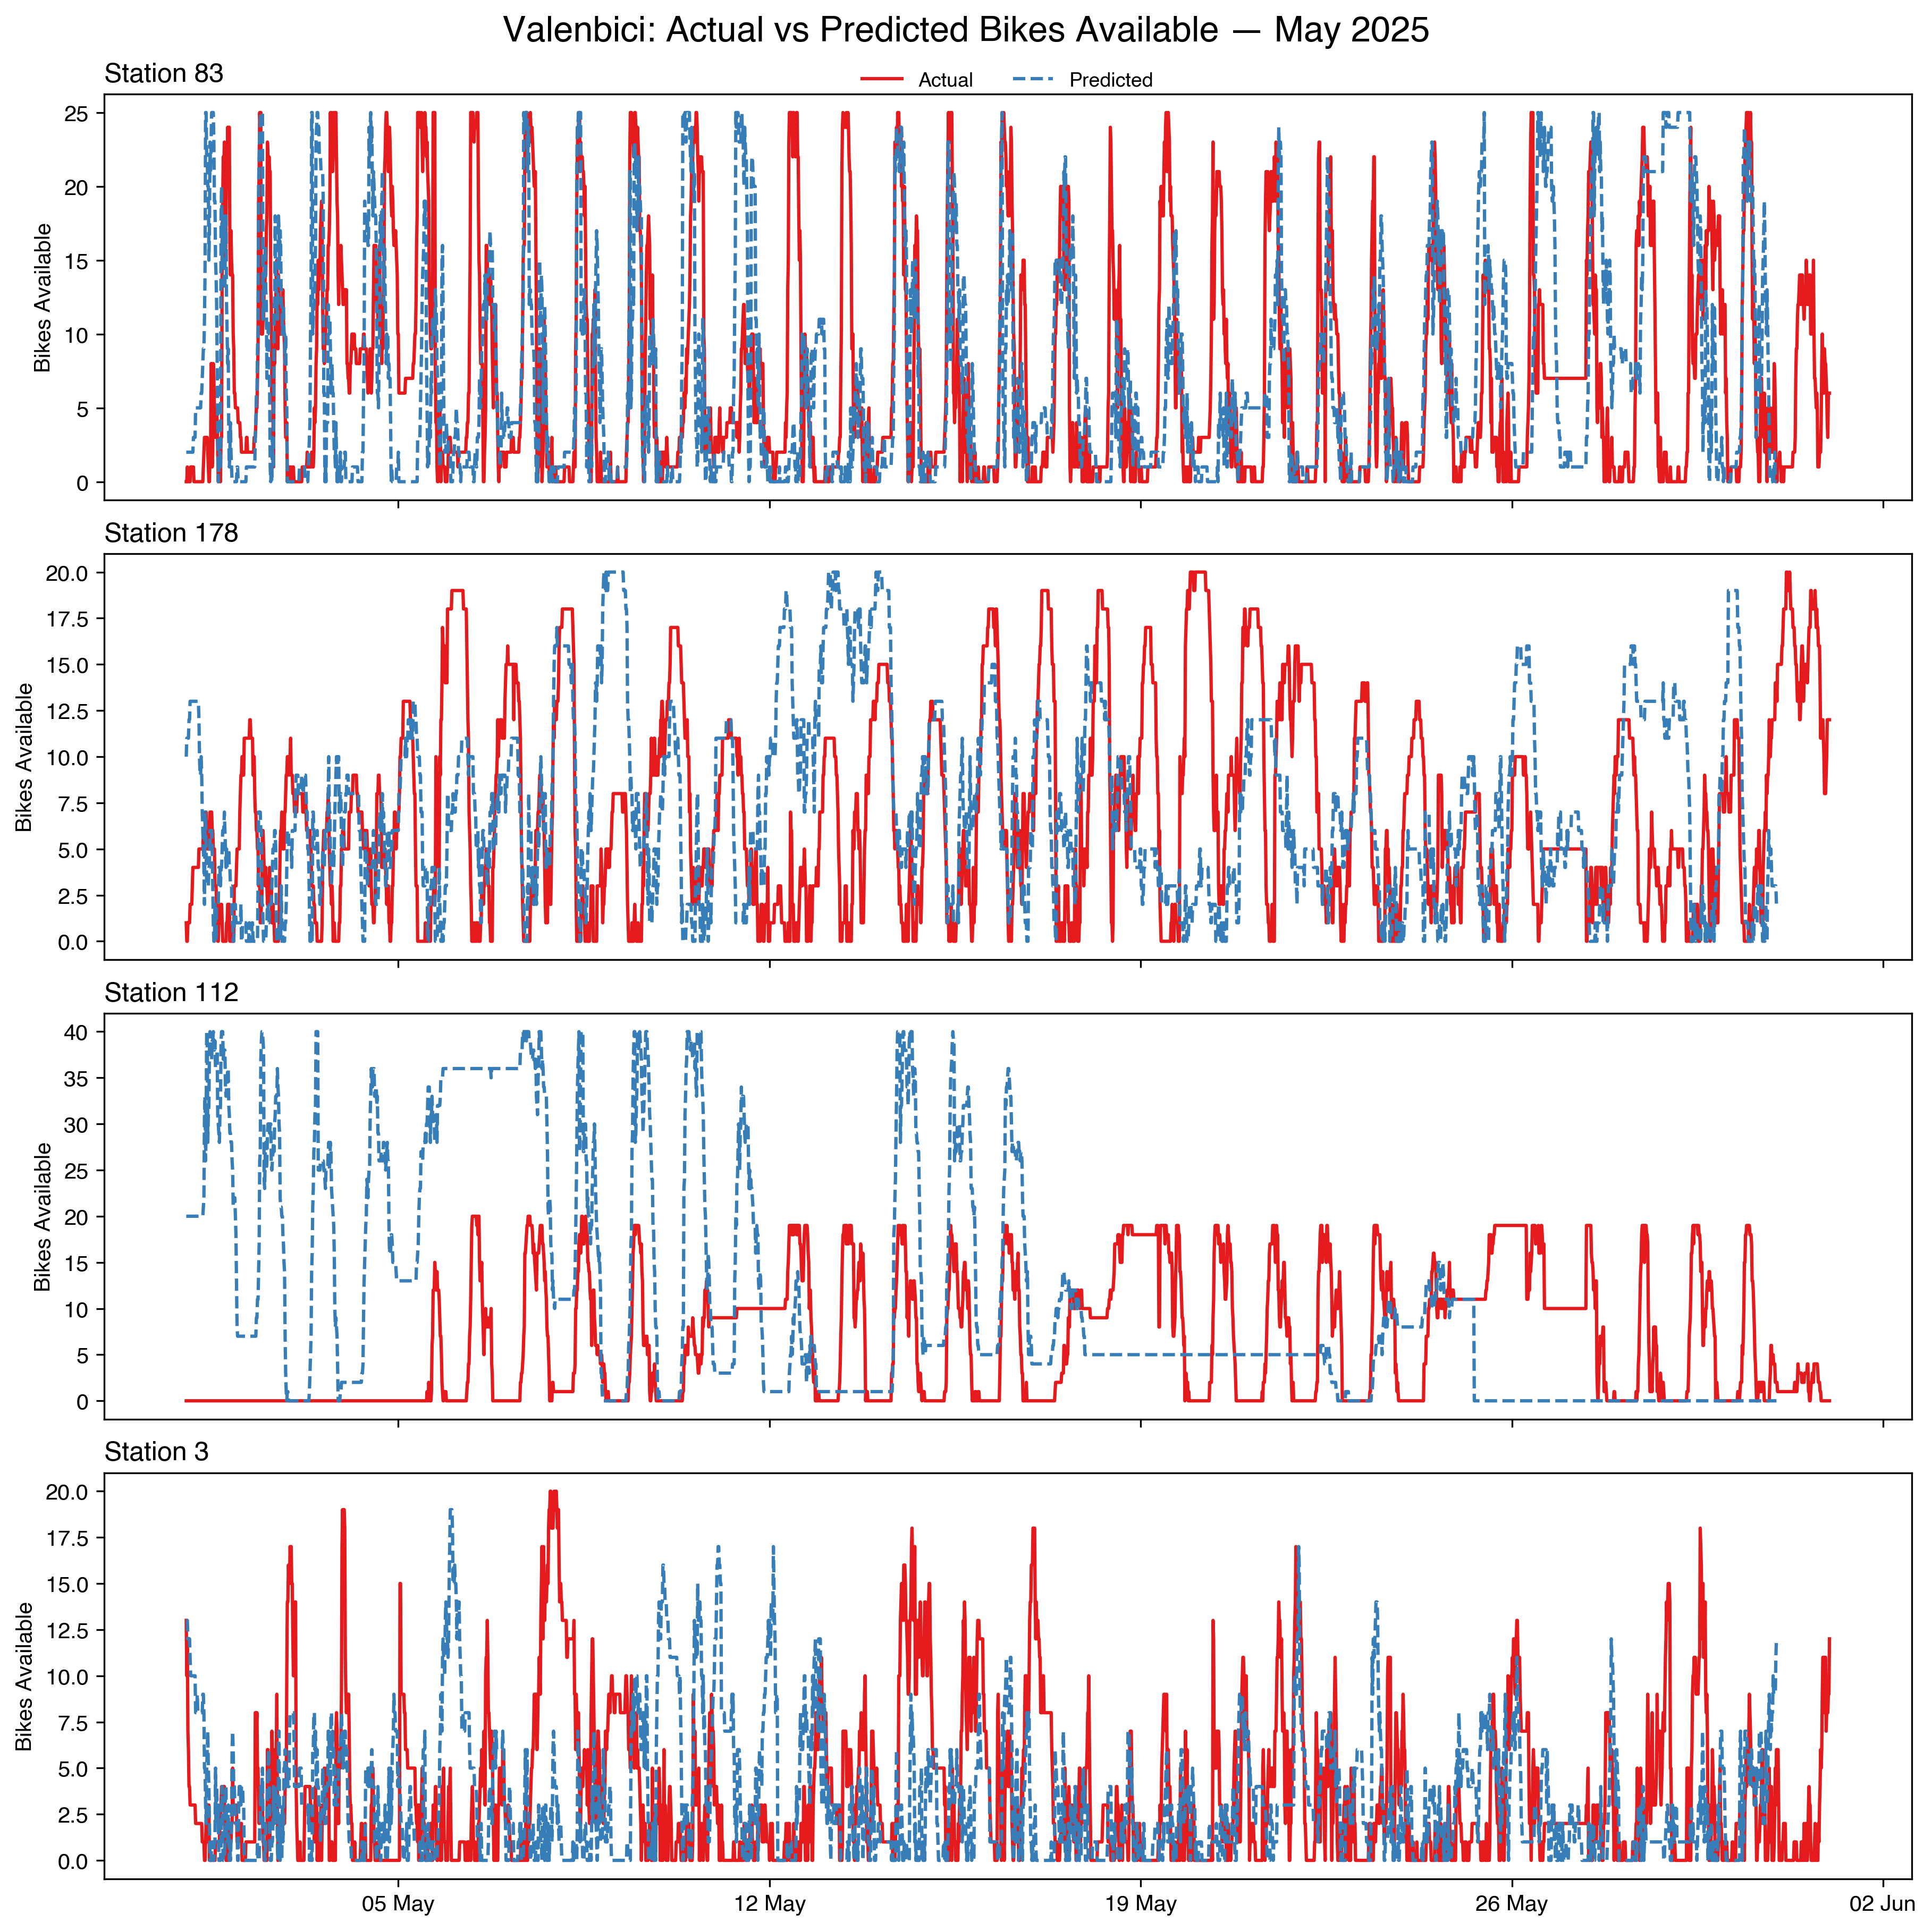 Valenbici: Actual vs Predicted Bikes Available — May 2025
Station 83
Actual
Predicted
25
20
15
10
5
0
Bikes Available
Station 178
20.0
17.5
15.0
12.5
10.0
7.5
5.0
2.5
0.0
Bikes Available
Station 112
40
35
30
25
20
15
10
5
0
Bikes Available
Station 3
20.0
17.5
15.0
12.5
10.0
7.5
5.0
2.5
0.0
Bikes Available
05 May
12 May
19 May
26 May
02 Jun